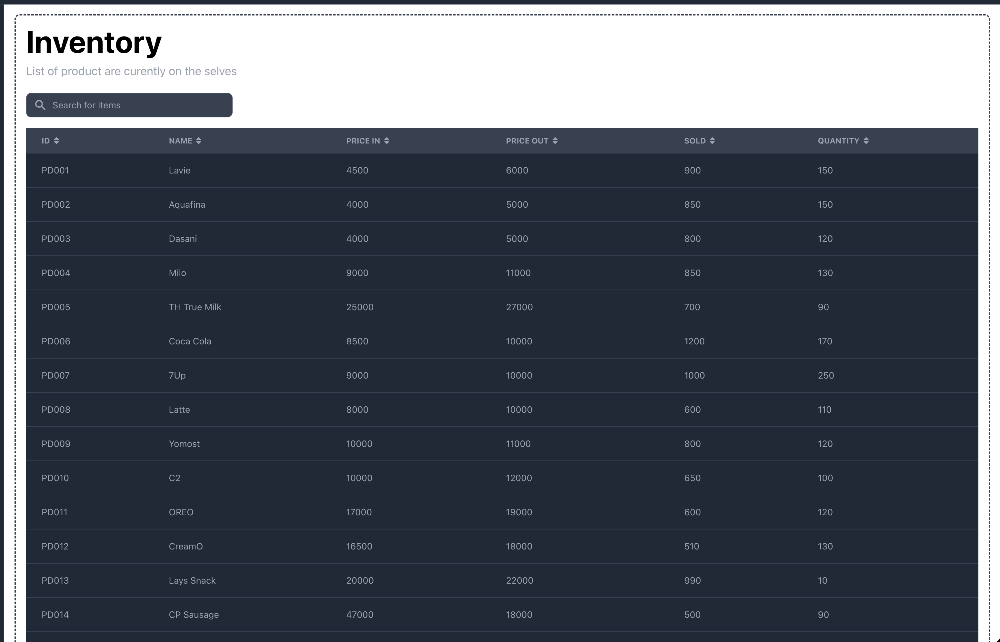 Inventory
List of product are curently on the selves
Search for items
ID NAME PRICE IN PRICE OUT SOLD QUANTITY
PD001 Lavie 4500 6000 900 150
PD002 Aquafina 4000 5000 850 150
PD003 Dasani 4000 5000 800 120
PD004 Milo 9000 11000 850 130
PD005 TH True Milk 25000 27000 700 90
PD006 Coca Cola 8500 10000 1200 170
PD007 7Up 9000 10000 1000 250
PD008 Latte 8000 10000 600 110
PD009 Yomost 10000 11000 800 120
PD010 C2 10000 12000 650 100
PD011 OREO 17000 19000 600 120
PD012 CreamO 16500 18000 510 130
PD013 Lays Snack 20000 22000 990 10
PD014 CP Sausage 47000 18000 500 90